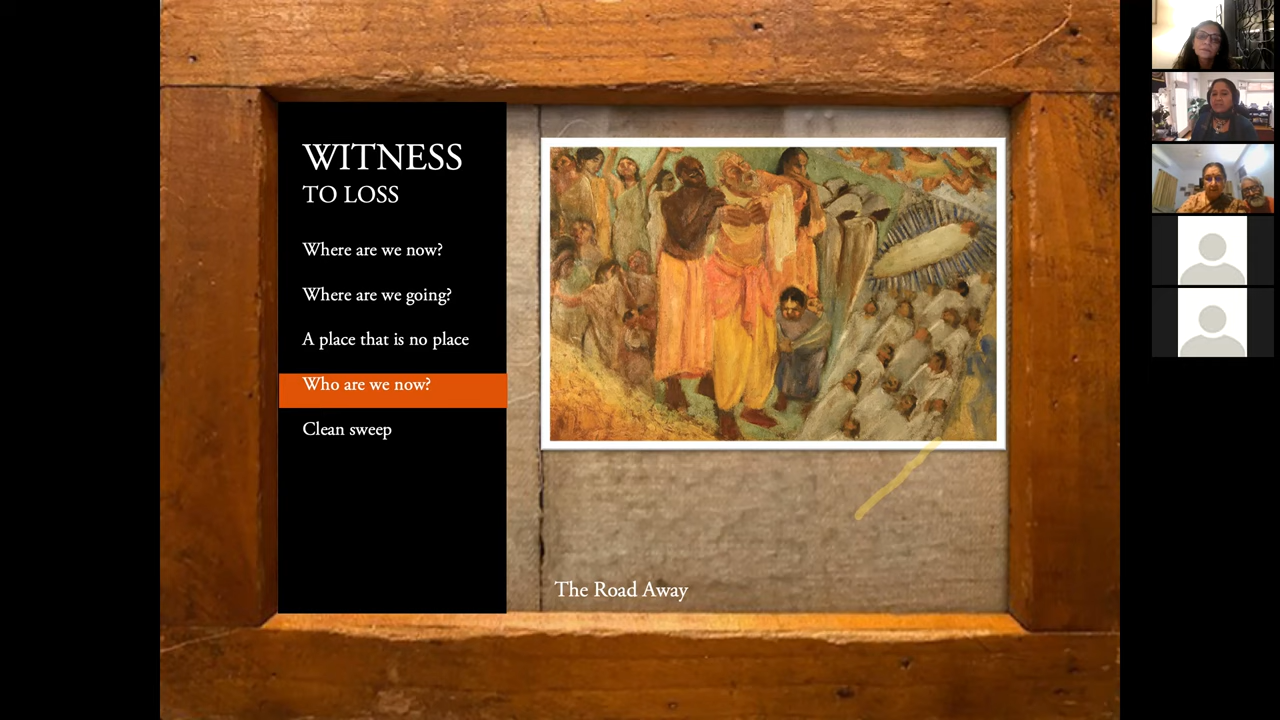 WITNESS
TO LOSS
Where are we now?
Where are we going?
A place that is no place
Who are we now?
Clean sweep
The Road Away